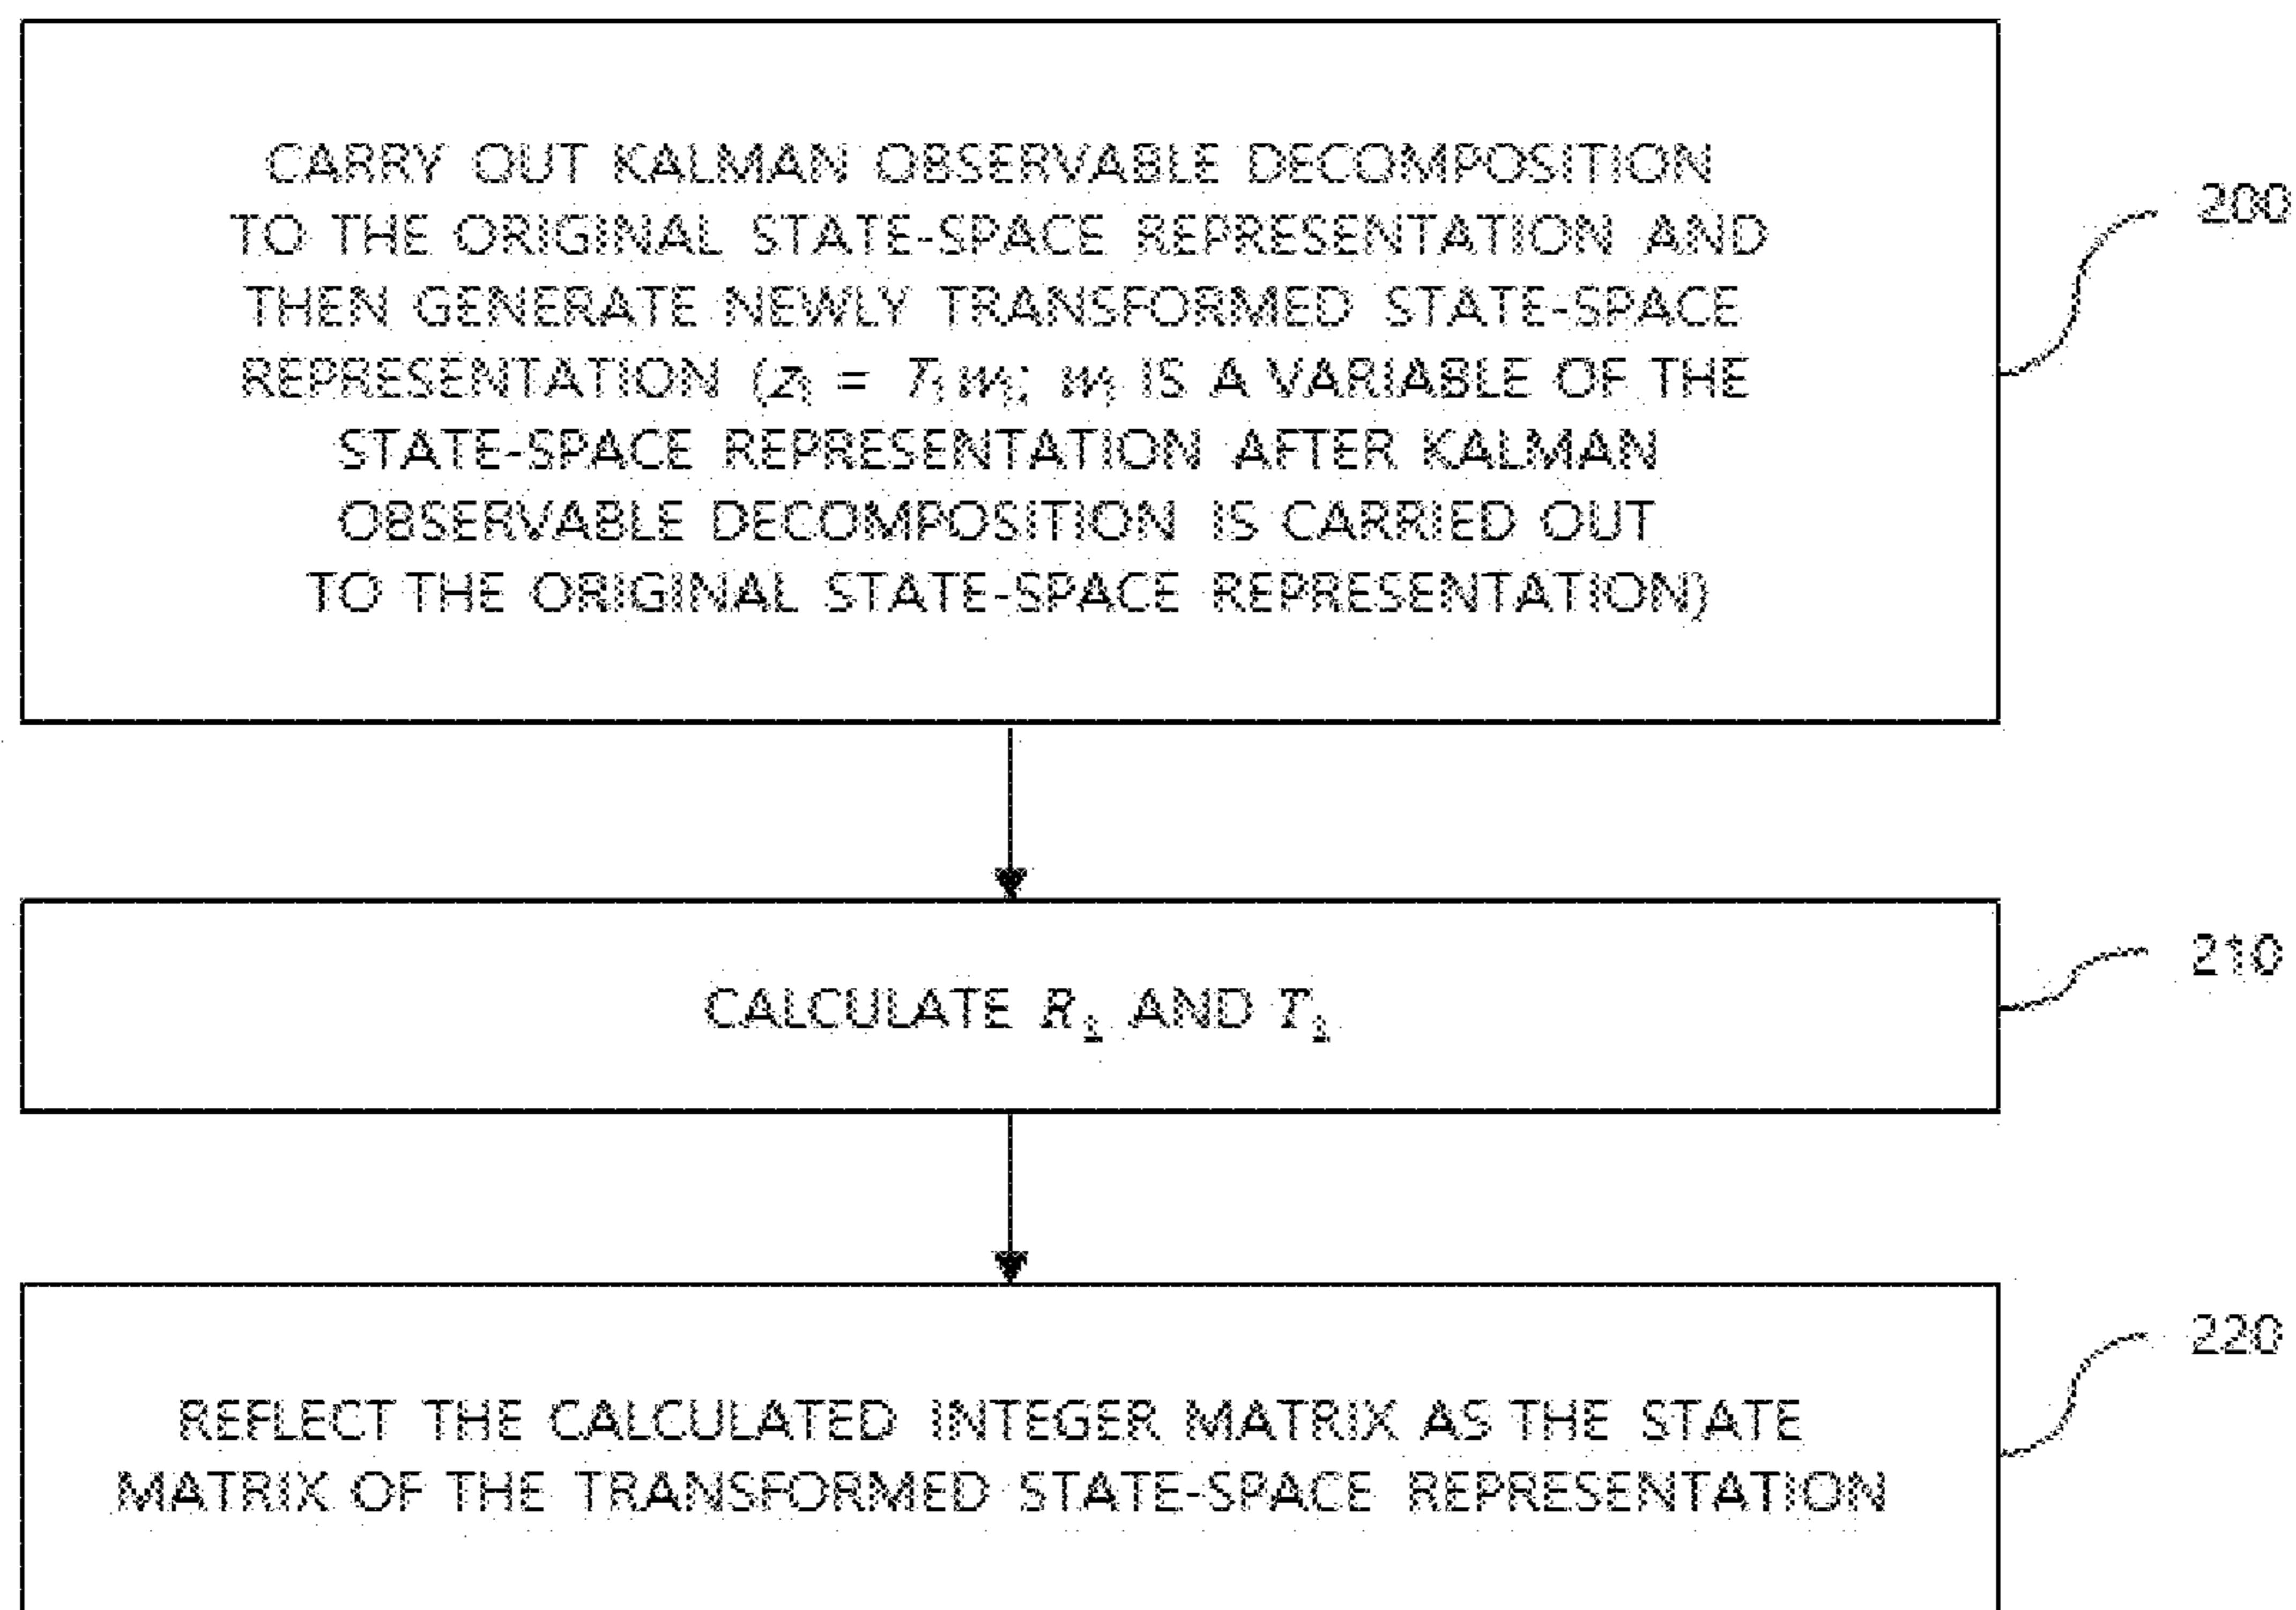 CARRY OUT KALMAN OBSERVABLE DECOMPOSITION
TO THE ORIGINAL STATE-SPACE REPRESENTATION AND
THEN GENERATE NEWLY TRANSFORMED STATE-SPACE
REPRESENTATION (z₁ = T₁w₁; w₁ IS A VARIABLE OF THE
STATE-SPACE REPRESENTATION AFTER KALMAN
OBSERVABLE DECOMPOSITION IS CARRIED OUT
TO THE ORIGINAL STATE-SPACE REPRESENTATION)
200
CALCULATE R₁ AND T₁
210
REFLECT THE CALCULATED INTEGER MATRIX AS THE STATE
MATRIX OF THE TRANSFORMED STATE-SPACE REPRESENTATION
220